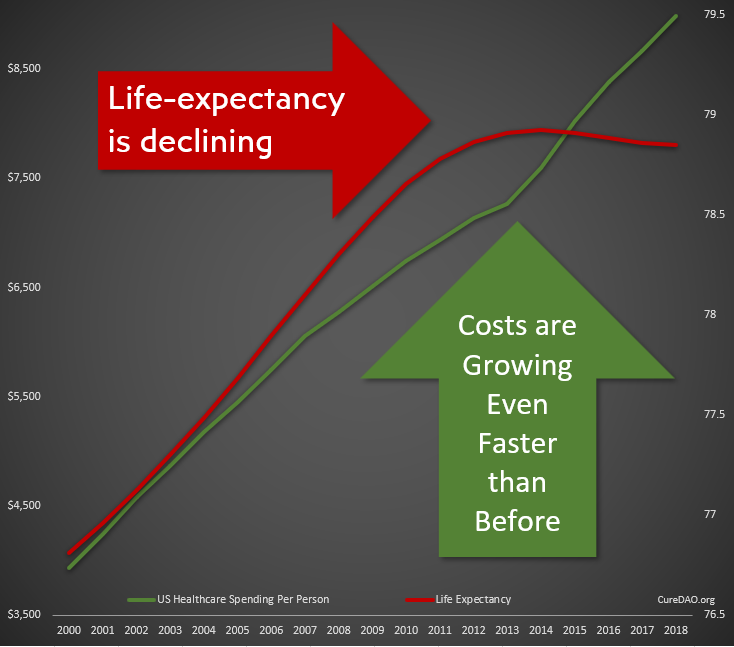 79.5
$8,500
Life-expectancy
is declining
79
$7,500
78.5
$6,500
78
Costs are
Growing
Even
Faster
than
Before
$5,500
77.5
$4,500
77
US Healthcare Spending Per Person
Life Expectancy
CureDAO.org
$3,500
76.5
2000 2001 2002 2003 2004 2005 2006 2007 2008 2009 2010 2011 2012 2013 2014 2015 2016 2017 2018